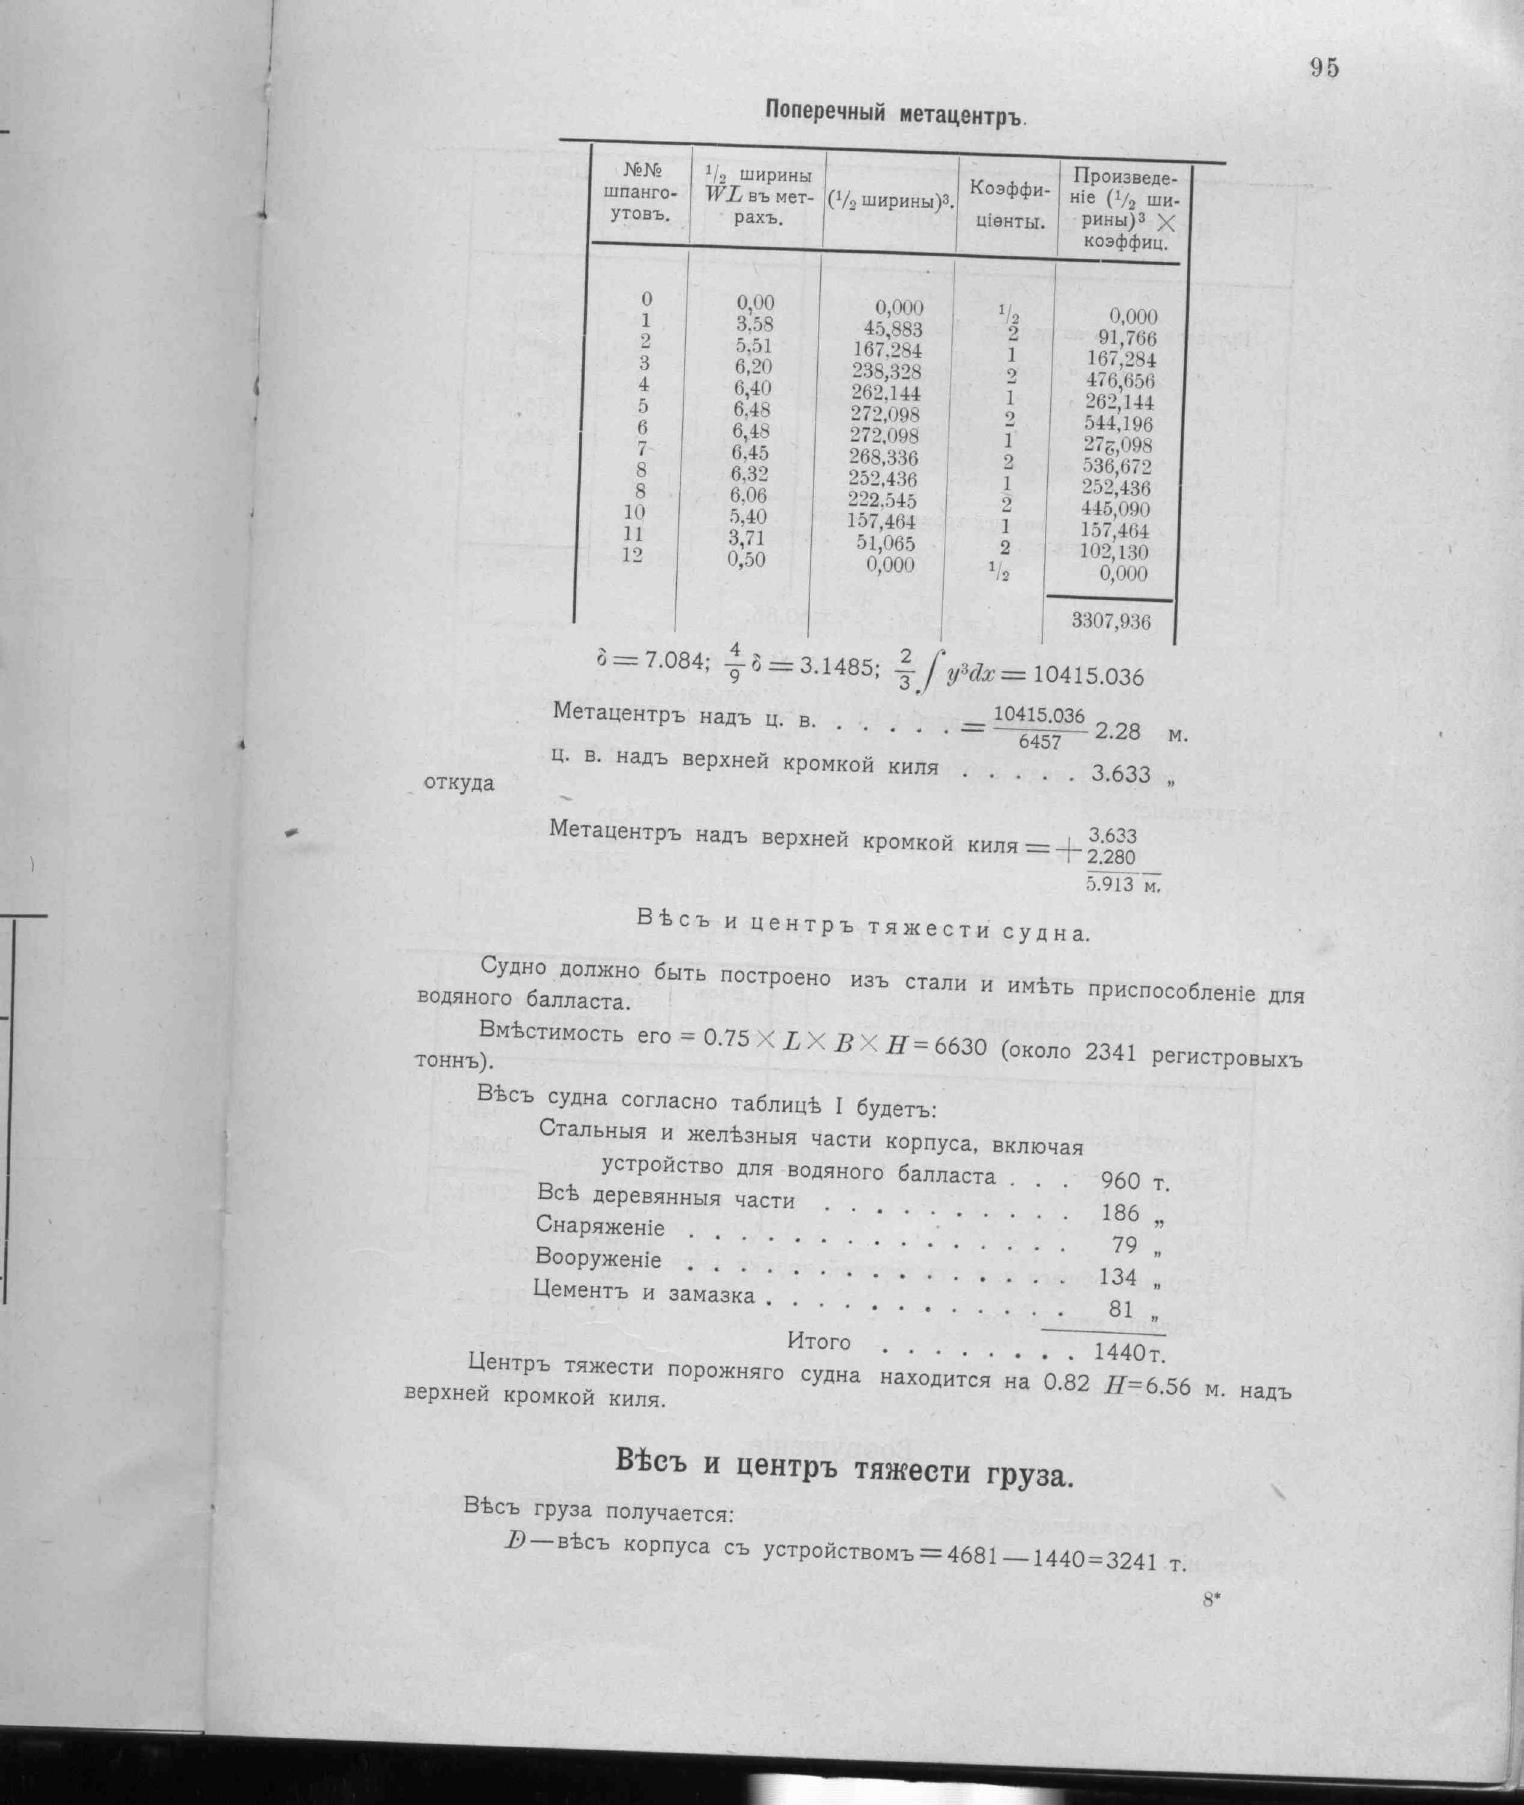 95
Поперечный метацентръ.
№№ шпанго-утовъ. | 1/2 ширины WL въ мет-рахъ. | (1/2 ширины)³. | Коэффи-ціенты. | Произведе-ніе (1/2 ши-рины)³ × коэффиц.
0 | 0,00 | 0,000 | 1/2 | 0,000
1 | 3,58 | 45,883 | 2 | 91,766
2 | 5,51 | 167,284 | 1 | 167,284
3 | 6,20 | 238,328 | 2 | 476,656
4 | 6,40 | 262,144 | 1 | 262,144
5 | 6,48 | 272,098 | 2 | 544,196
6 | 6,48 | 272,098 | 1 | 272,098
7 | 6,45 | 268,336 | 2 | 536,672
8 | 6,32 | 252,436 | 1 | 252,436
8 | 6,06 | 222,545 | 2 | 445,090
10 | 5,40 | 157,464 | 1 | 157,464
11 | 3,71 | 51,065 | 2 | 102,130
12 | 0,50 | 0,000 | 1/2 | 0,000
3307,936
δ = 7.084; 4/9 δ = 3.1485; 2/3 ∫ y³dx = 10415.036
Метацентръ надъ ц. в. . . . . . = 10415.036/6457 2.28 м.
ц. в. надъ верхней кромкой киля . . . . . 3.633 „
откуда
Метацентръ надъ верхней кромкой киля = + 3.633
2.280
5.913 м.
Вѣсъ и центръ тяжести судна.
Судно должно быть построено изъ стали и имѣть приспособленіе для
водяного балласта.
Вмѣстимость его = 0.75 × L × B × H = 6630 (около 2341 регистровыхъ
тоннъ).
Вѣсъ судна согласно таблицѣ I будетъ:
Стальныя и желѣзныя части корпуса, включая
устройство для водяного балласта . . . 960 т.
Всѣ деревянныя части . . . . . . . . . . 186 „
Снаряженіе . . . . . . . . . . . . . . . 79 „
Вооруженіе . . . . . . . . . . . . . . . 134 „
Цементъ и замазка . . . . . . . . . . . . 81 „
Итого . . . . . . . . 1440т.
Центръ тяжести порожняго судна находится на 0.82 H=6.56 м. надъ
верхней кромкой киля.
Вѣсъ и центръ тяжести груза.
Вѣсъ груза получается:
D — вѣсъ корпуса съ устройствомъ = 4681 — 1440 = 3241 т.
8*